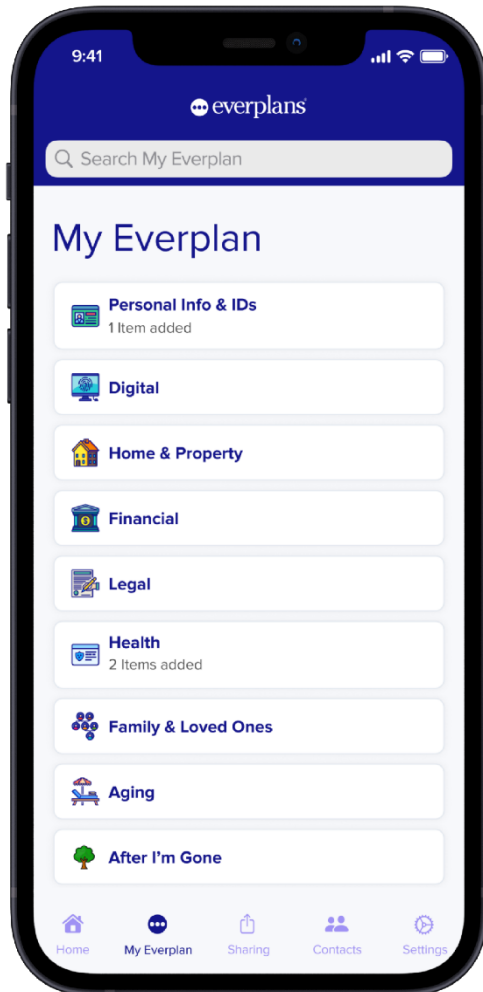 9:41
everplans
Search My Everplan
My Everplan
Personal Info & IDs
1 Item added
Digital
Home & Property
Financial
Legal
Health
2 Items added
Family & Loved Ones
Aging
After I'm Gone
Home My Everplan Sharing Contacts Settings